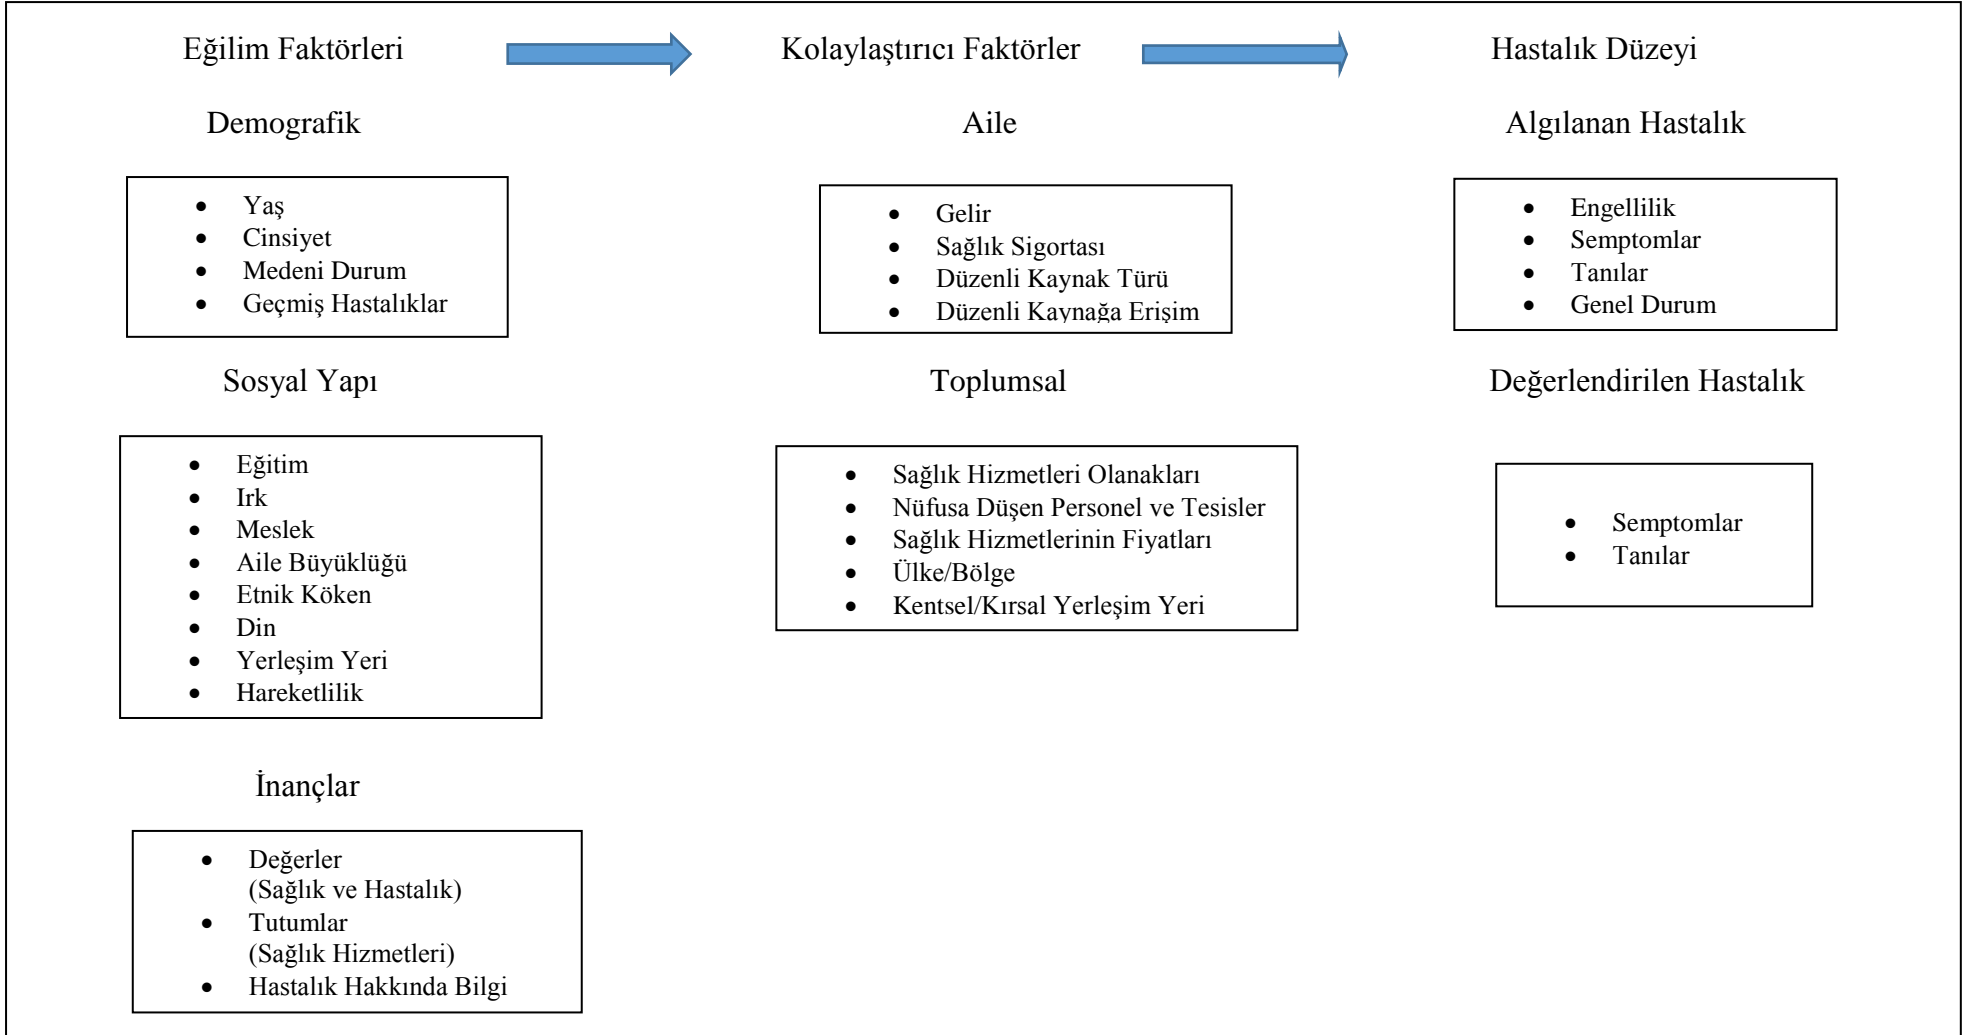 Eğilim Faktörleri
Kolaylaştırıcı Faktörler
Hastalık Düzeyi
Demografik
Aile
Algılanan Hastalık
• Yaş
• Cinsiyet
• Medeni Durum
• Geçmiş Hastalıklar
• Gelir
• Sağlık Sigortası
• Düzenli Kaynak Türü
• Düzenli Kaynağa Erişim
• Engellilik
• Semptomlar
• Tanılar
• Genel Durum
Sosyal Yapı
Toplumsal
Değerlendirilen Hastalık
• Eğitim
• Irk
• Meslek
• Aile Büyüklüğü
• Etnik Köken
• Din
• Yerleşim Yeri
• Hareketlilik
• Sağlık Hizmetleri Olanakları
• Nüfusa Düşen Personel ve Tesisler
• Sağlık Hizmetlerinin Fiyatları
• Ülke/Bölge
• Kentsel/Kırsal Yerleşim Yeri
• Semptomlar
• Tanılar
İnançlar
• Değerler
(Sağlık ve Hastalık)
• Tutumlar
(Sağlık Hizmetleri)
• Hastalık Hakkında Bilgi